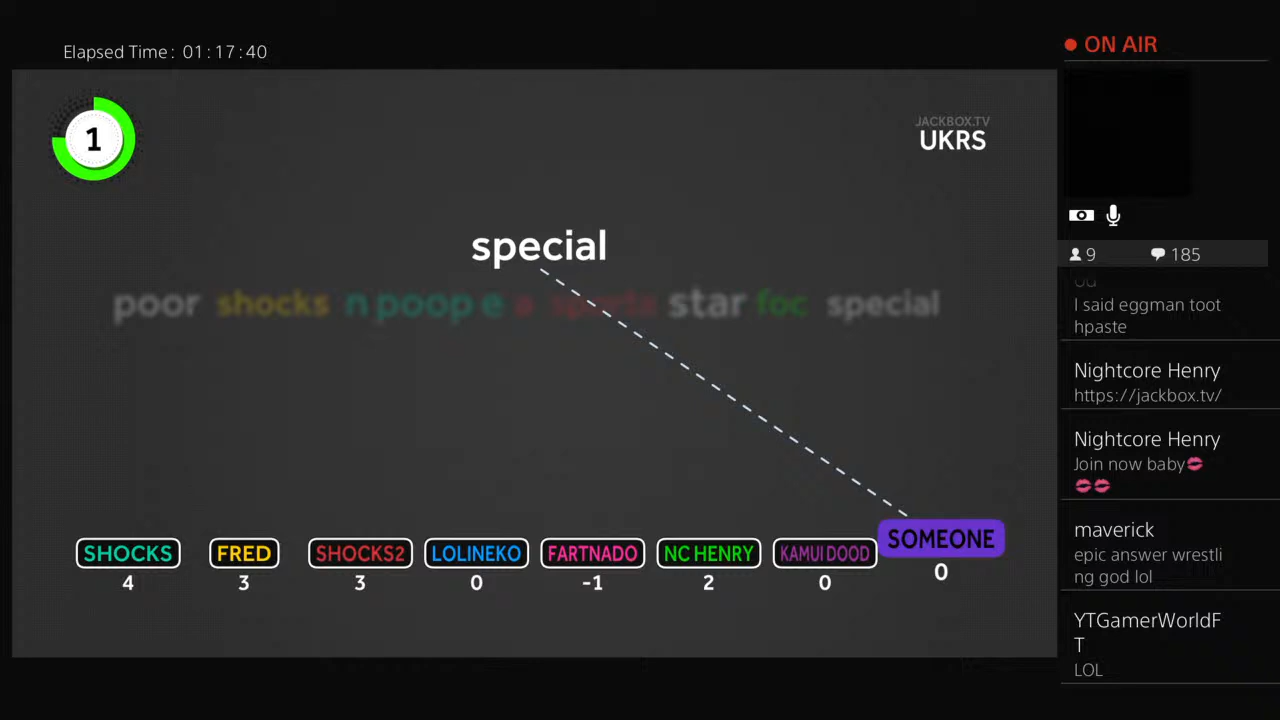 Elapsed Time: 01:17:40
ON AIR
1
JACKBOX.TV
UKRS
special
poor shocks n poop e a sports star foc special
SHOCKS FRED SHOCKS2 LOLINEKO FARTNADO NC HENRY KAMUI DOOD SOMEONE
4 3 3 0 -1 2 0 0
9 185
I said eggman toot
hpaste
Nightcore Henry
https://jackbox.tv/
Nightcore Henry
Join now baby💋
💋💋
maverick
epic answer wrestli
ng god lol
YTGamerWorldF
T
LOL